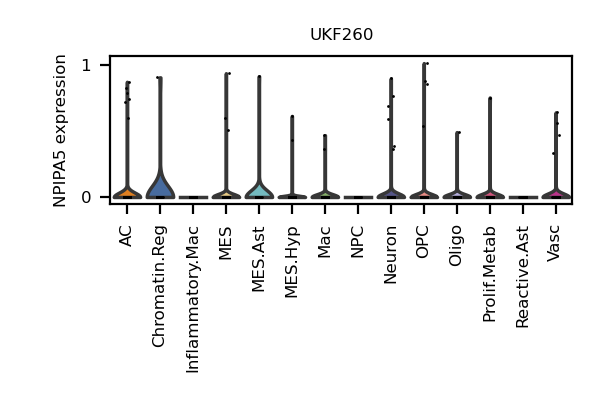 UKF260
NPIPA5 expression
1
0
AC
Chromatin.Reg
Inflammatory.Mac
MES
MES.Ast
MES.Hyp
Mac
NPC
Neuron
OPC
Oligo
Prolif.Metab
Reactive.Ast
Vasc